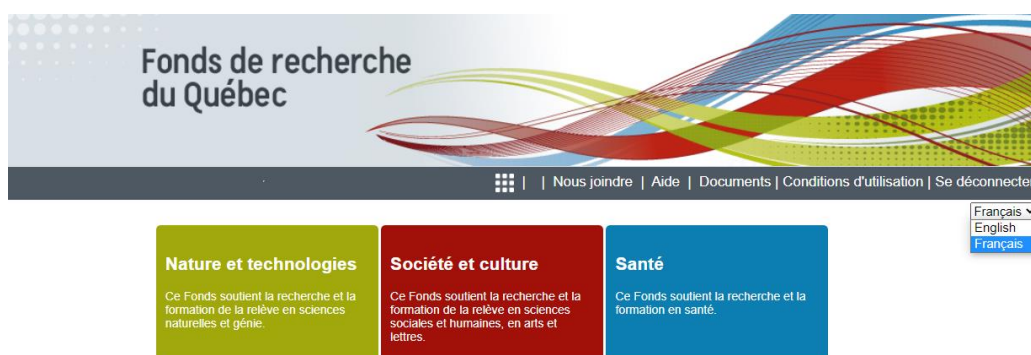 Fonds de recherche
du Québec
| | Nous joindre | Aide | Documents | Conditions d'utilisation | Se déconnecter
Français
English
Français
Nature et technologies
Ce Fonds soutient la recherche et la
formation de la relève en sciences
naturelles et génie.
Société et culture
Ce Fonds soutient la recherche et la
formation de la relève en sciences
sociales et humaines, en arts et
lettres.
Santé
Ce Fonds soutient la recherche et la
formation en santé.